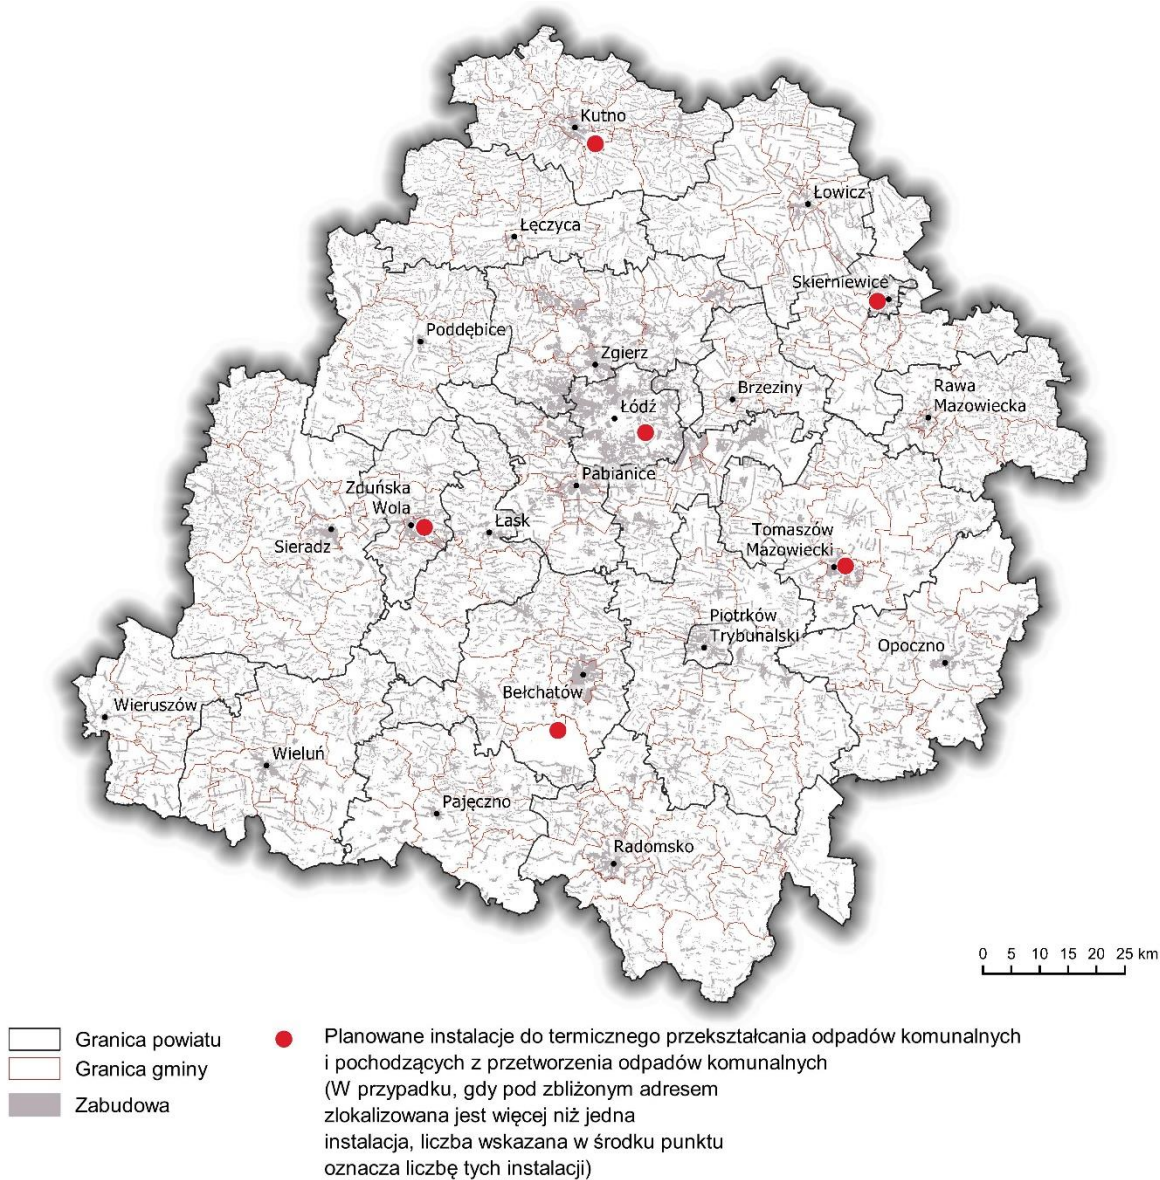 Kutno
Łowicz
Łęczyca
Skierniewice
Poddębice
Zgierz
Brzeziny
Rawa
Mazowiecka
Łódź
Pabianice
Zduńska
Wola
Łask
Sieradz
Tomaszów
Mazowiecki
Piotrków
Trybunalski
Opoczno
Bełchatów
Wieruszów
Wieluń
Pajęczno
Radomsko
0 5 10 15 20 25 km
Granica powiatu
Granica gminy
Zabudowa
Planowane instalacje do termicznego przekształcania odpadów komunalnych
i pochodzących z przetworzenia odpadów komunalnych
(W przypadku, gdy pod zbliżonym adresem
zlokalizowana jest więcej niż jedna
instalacja, liczba wskazana w środku punktu
oznacza liczbę tych instalacji)